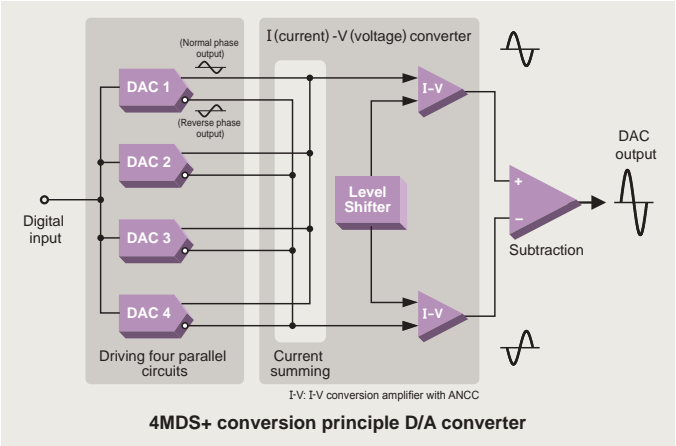 I (current) -V (voltage) converter
(Normal phase
output)
DAC 1
(Reverse phase
output)
DAC 2
DAC 3
DAC 4
Digital
input
Driving four parallel
circuits
Current
summing
Level
Shifter
I-V
I-V
+
−
Subtraction
DAC
output
I-V: I-V conversion amplifier with ANCC
4MDS+ conversion principle D/A converter